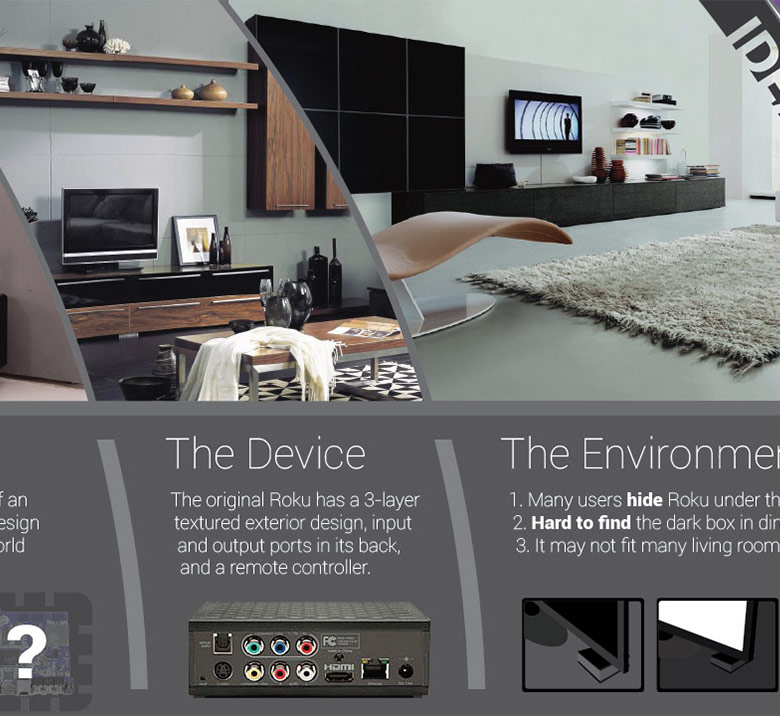 ID
The Device
The original Roku has a 3-layer
textured exterior design, input
and output ports in its back,
and a remote controller.
The Environme
1. Many users hide Roku under th
2. Hard to find the dark box in di
3. It may not fit many living room
f an
esign
orld
?
FC
HDMI